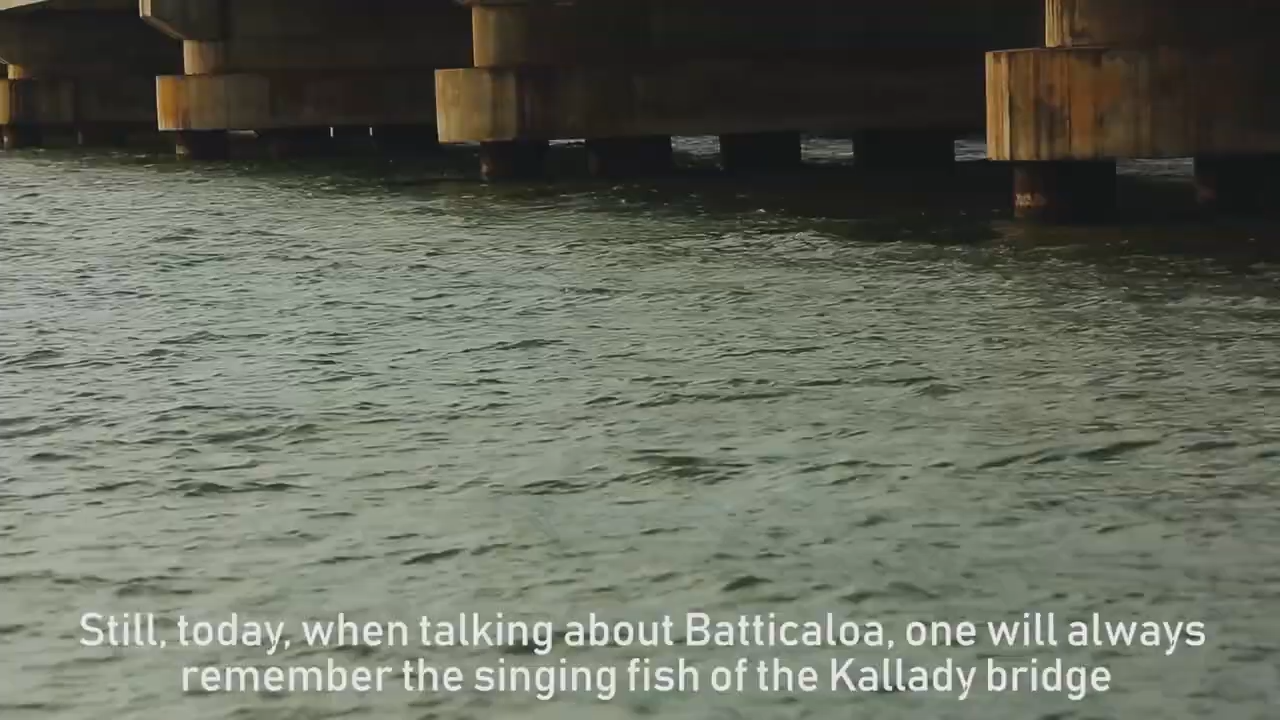 Still, today, when talking about Batticaloa, one will always
remember the singing fish of the Kallady bridge